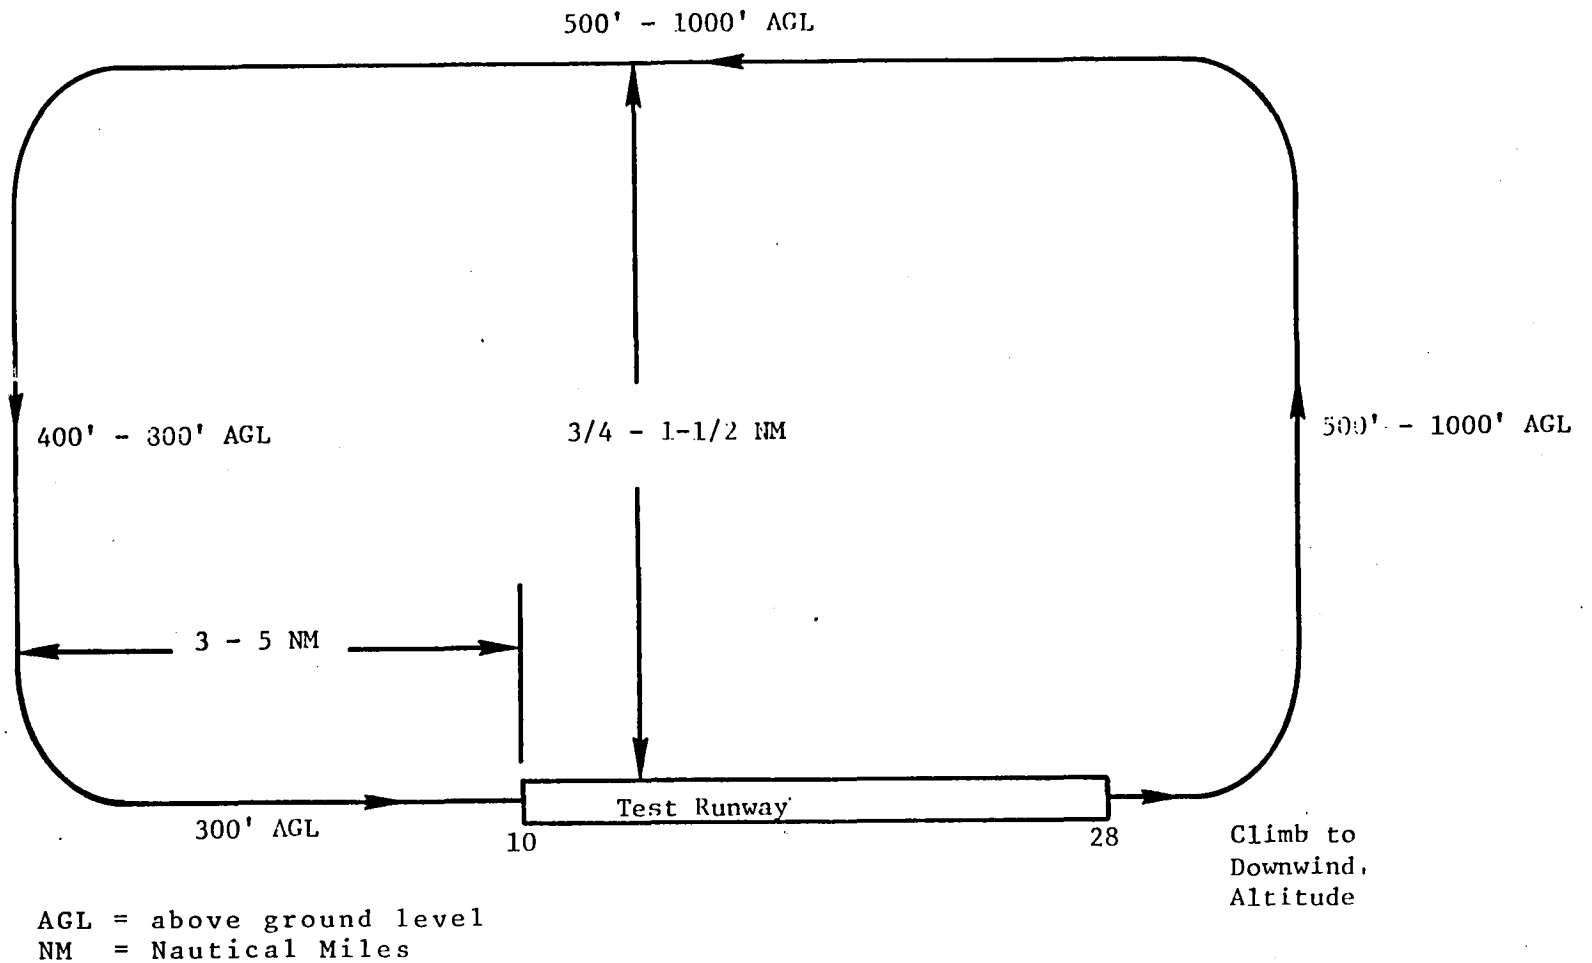 500' - 1000' AGL
400' - 800' AGL
3/4 - 1-1/2 NM
500' - 1000' AGL
3 - 5 NM
Test Runway
300' AGL
10
28
Climb to
Downwind
Altitude
AGL = above ground level
NM = Nautical Miles